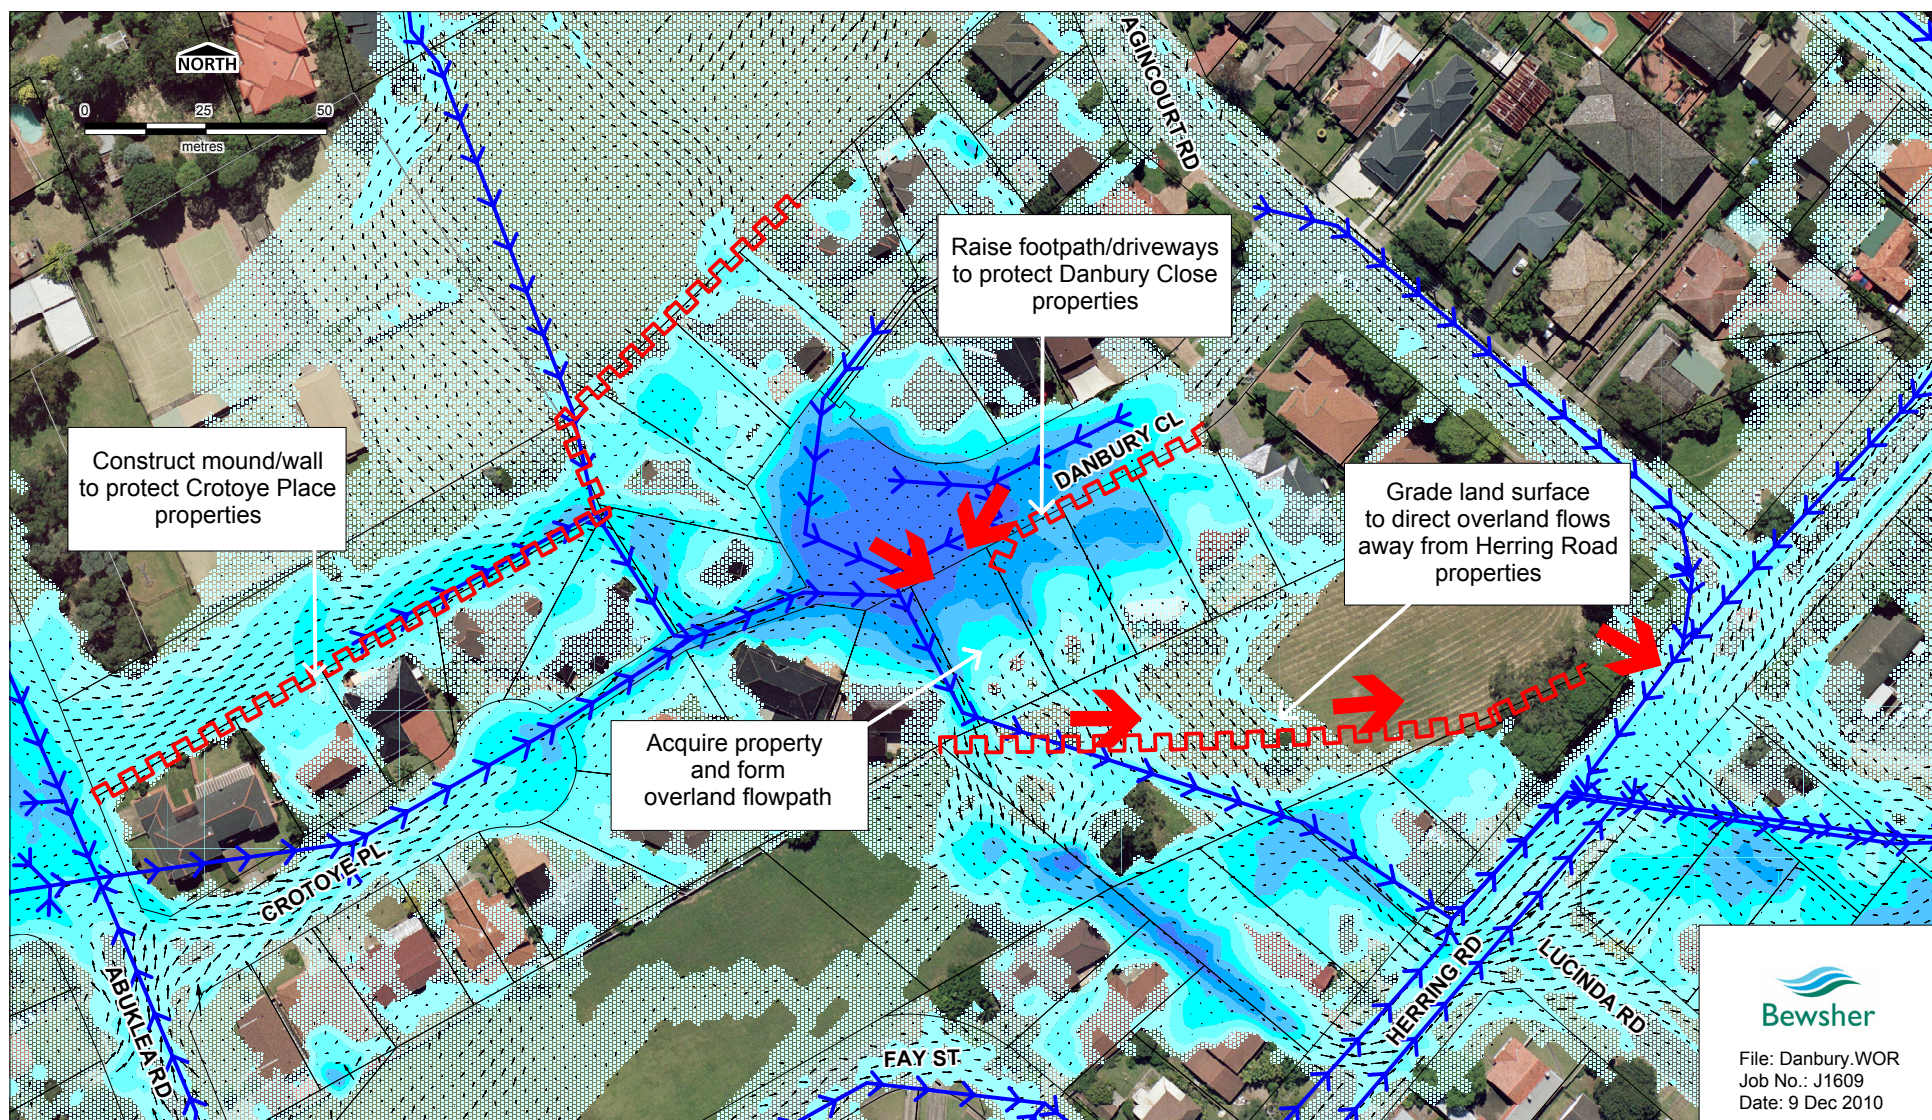 NORTH
0 25 50
metres
AGINCOURT RD
Raise footpath/driveways
to protect Danbury Close
properties
DANBURY CL
Construct mound/wall
to protect Crotoye Place
properties
Grade land surface
to direct overland flows
away from Herring Road
properties
Acquire property
and form
overland flowpath
CROTOYE PL
ABUKLEA RD
FAY ST
HERRING RD
LUCINDA RD
Bewsher
File: Danbury.WOR
Job No.: J1609
Date: 9 Dec 2010